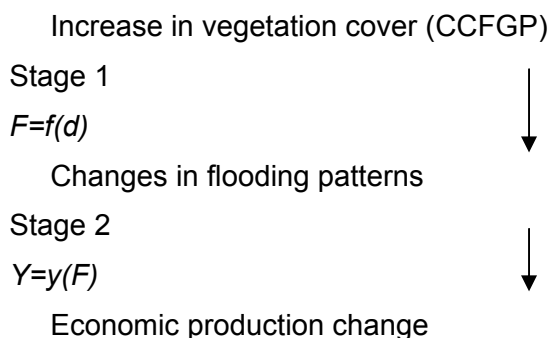 Increase in vegetation cover (CCFGP)
Stage 1
F=f(d)
Changes in flooding patterns
Stage 2
Y=y(F)
Economic production change